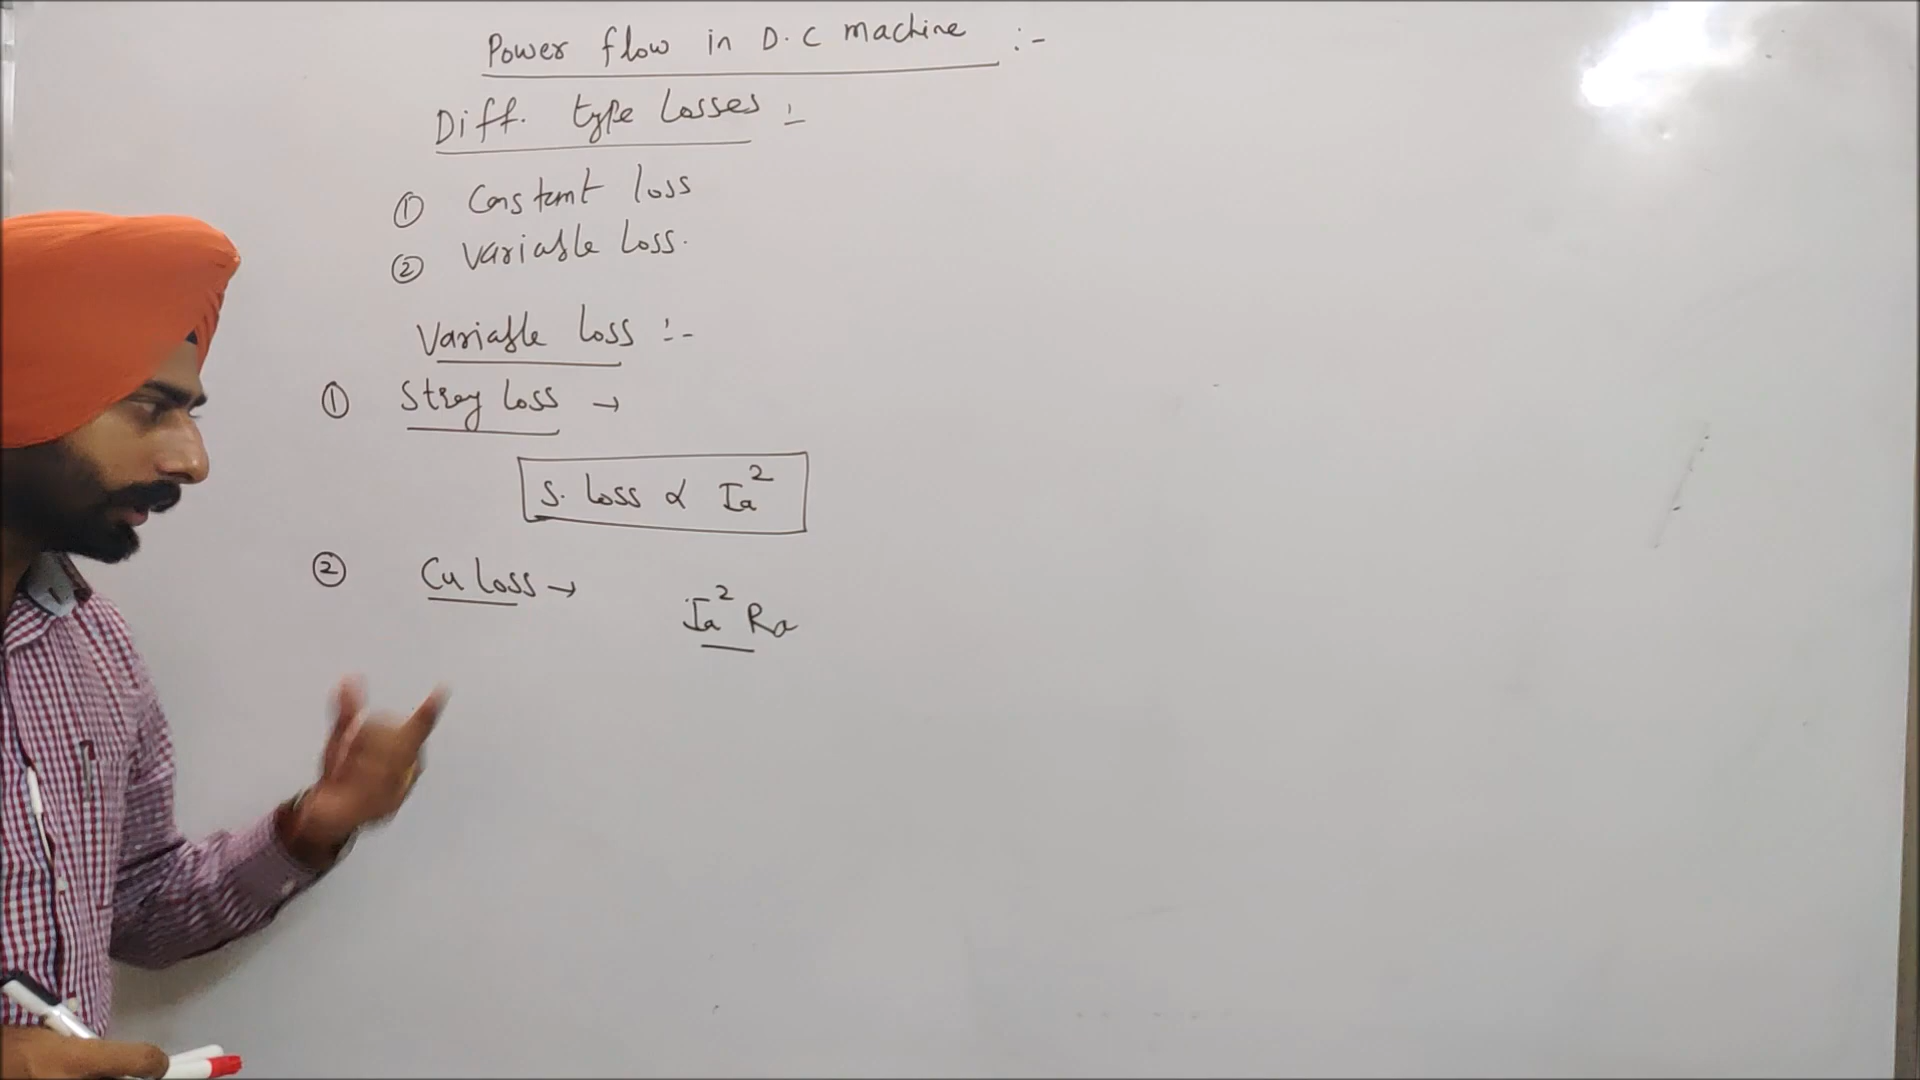 Power flow in D.C machine :-
Diff. type Losses :-
① Constant loss
② Variable Loss.
Variable Loss :-
① Stray Loss →
S. Loss ∝ Ia²
② Cu Loss → Ia² Ra